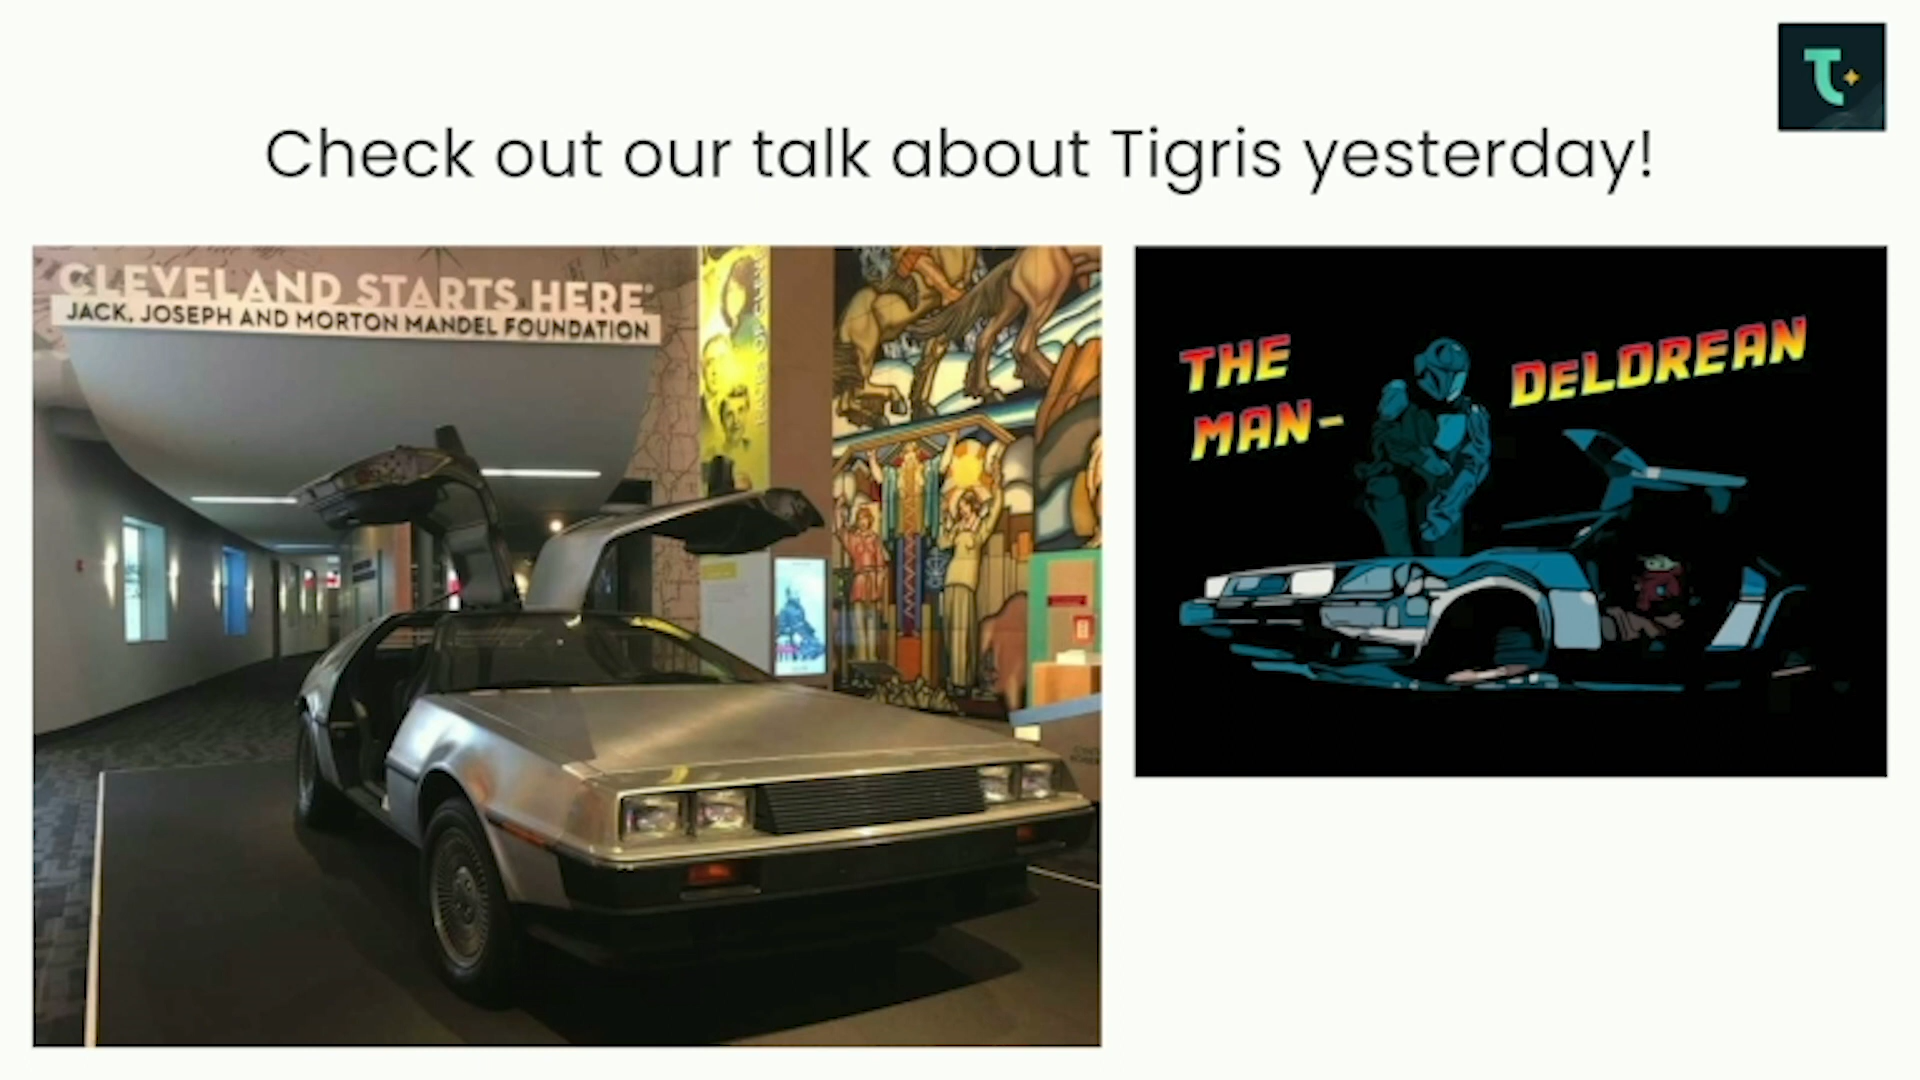 Check out our talk about Tigris yesterday!
CLEVELAND STARTS HERE
JACK, JOSEPH AND MORTON MANDEL FOUNDATION
THE
MAN-
DELOREAN